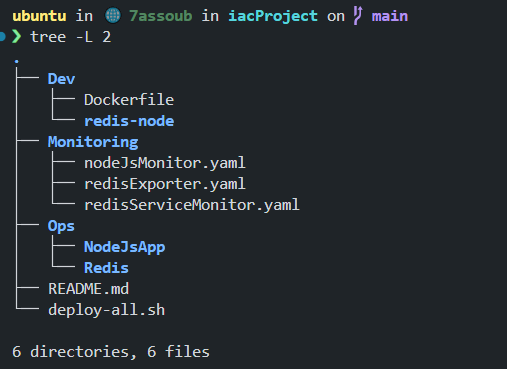 ubuntu in 🌐 7assoub in iacProject on main
❯ tree -L 2
.
├── Dev
│   ├── Dockerfile
│   └── redis-node
├── Monitoring
│   ├── nodeJsMonitor.yaml
│   ├── redisExporter.yaml
│   └── redisServiceMonitor.yaml
├── Ops
│   ├── NodeJsApp
│   └── Redis
├── README.md
└── deploy-all.sh
6 directories, 6 files